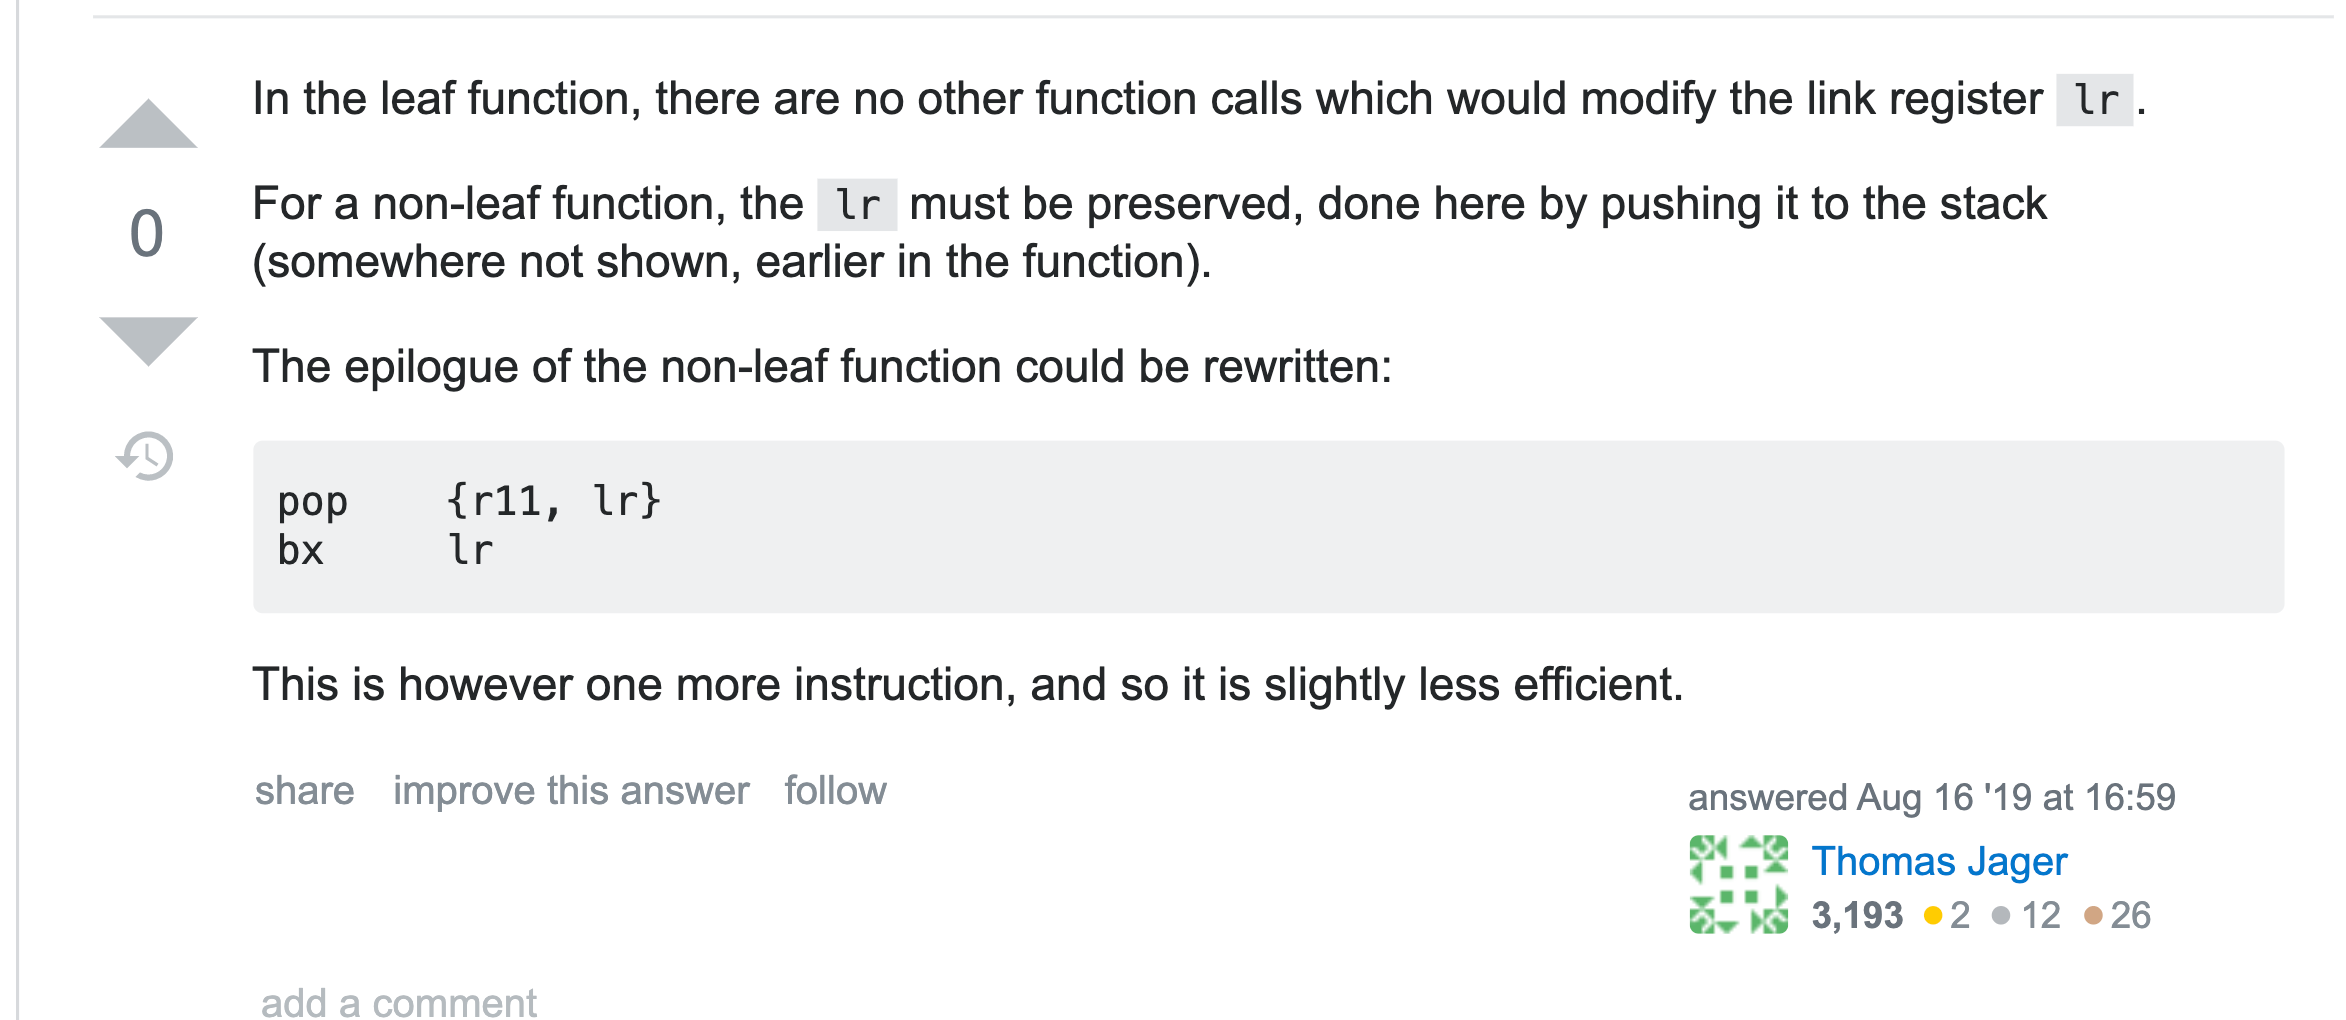 In the leaf function, there are no other function calls which would modify the link register lr.
0
For a non-leaf function, the lr must be preserved, done here by pushing it to the stack
(somewhere not shown, earlier in the function).
The epilogue of the non-leaf function could be rewritten:
pop    {r11, lr}
bx     lr
This is however one more instruction, and so it is slightly less efficient.
share improve this answer follow
answered Aug 16 '19 at 16:59
Thomas Jager
3,193 2 12 26
add a comment